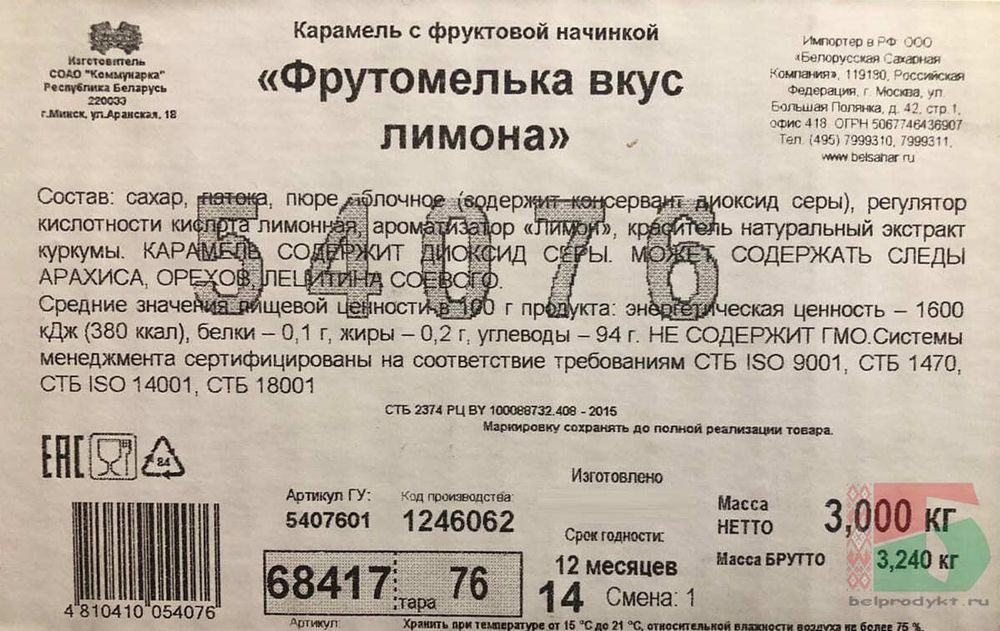 Изготовитель
СОАО "Коммунарка"
Республика Беларусь
220033
г.Минск, ул.Аранская, 18
Карамель с фруктовой начинкой
«Фрутомелька вкус
лимона»
Импортер в РФ ООО
«Белорусская Сахарная
Компания», 119180, Российская
Федерация, г. Москва, ул.
Большая Полянка, д. 42, стр.1,
офис 418. ОГРН 5067746436907
Тел. (495) 7999310, 7999311,
www.belsahar.ru
Состав: сахар, патока, пюре яблочное (содержит консервант диоксид серы), регулятор
кислотности кислота лимонная, ароматизатор «Лимон», краситель натуральный экстракт
куркумы. КАРАМЕЛЬ СОДЕРЖИТ ДИОКСИД СЕРЫ. МОЖЕТ СОДЕРЖАТЬ СЛЕДЫ
АРАХИСА, ОРЕХОВ, ЛЕЦИТИНА СОЕВОГО.
54076
Средние значения пищевой ценности в 100 г продукта: энергетическая ценность – 1600
кДж (380 ккал), белки – 0,1 г, жиры – 0,2 г, углеводы – 94 г. НЕ СОДЕРЖИТ ГМО.Системы
менеджмента сертифицированы на соответствие требованиям СТБ ISO 9001, СТБ 1470,
СТБ ISO 14001, СТБ 18001
СТБ 2374 РЦ BY 100088732.408 - 2015
Маркировку сохранять до полной реализации товара.
EAC
84
Артикул ГУ:
5407601
Код производства:
1246062
Изготовлено
Срок годности:
12 месяцев
14 Смена: 1
Масса
НЕТТО
3,000 кг
Масса БРУТТО
3,240 кг
68417 тара 76
4 810410 054076
belprodykt.ru
Артикул
Хранить при температуре от 15 °С до 21 °С, относительной влажности воздуха не более 75 %.